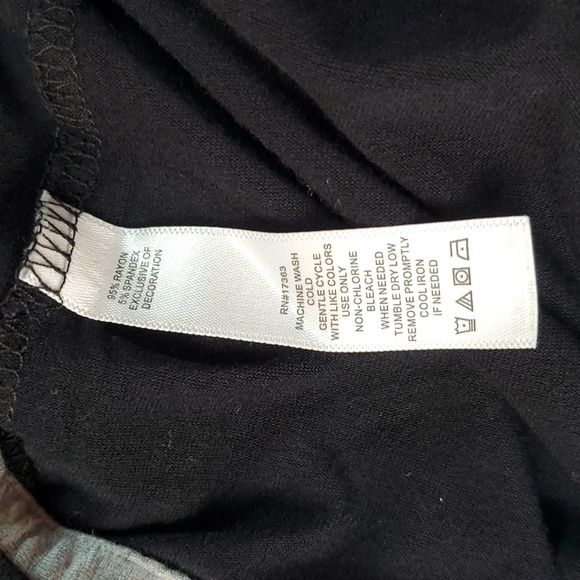 95% RAYON
5% SPANDEX
EXCLUSIVE OF
DECORATION
RN#17363
MACHINE WASH
COLD
GENTLE CYCLE
WITH LIKE COLORS
USE ONLY
NON-CHLORINE
BLEACH
WHEN NEEDED
TUMBLE DRY LOW
REMOVE PROMPTLY
COOL IRON
IF NEEDED